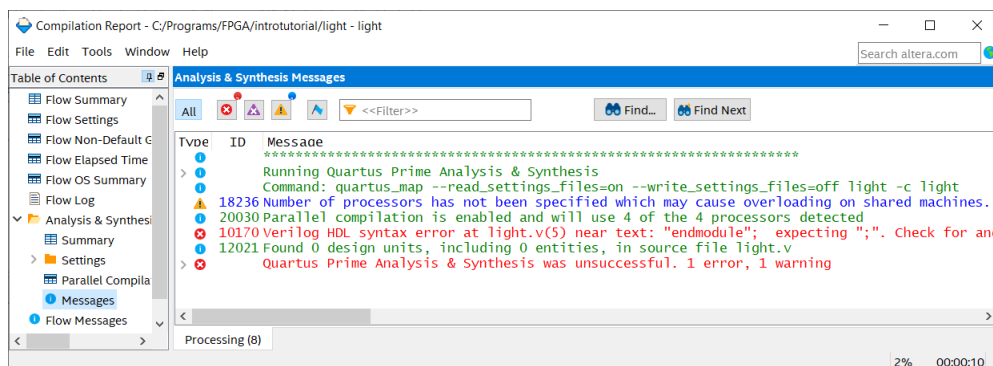 Compilation Report - C:/Programs/FPGA/introtutorial/light - light
File Edit Tools Window Help
Search altera.com
Table of Contents
Flow Summary
Flow Settings
Flow Non-Default G
Flow Elapsed Time
Flow OS Summary
Flow Log
Analysis & Synthesi
Summary
Settings
Parallel Compila
Messages
Flow Messages
Analysis & Synthesis Messages
All <<Filter>> Find... Find Next
Type ID Message
*******************************************************************
Running Quartus Prime Analysis & Synthesis
Command: quartus_map --read_settings_files=on --write_settings_files=off light -c light
18236 Number of processors has not been specified which may cause overloading on shared machines.
20030 Parallel compilation is enabled and will use 4 of the 4 processors detected
10170 Verilog HDL syntax error at light.v(5) near text: "endmodule"; expecting ";". Check for and
12021 Found 0 design units, including 0 entities, in source file light.v
Quartus Prime Analysis & Synthesis was unsuccessful. 1 error, 1 warning
Processing (8)
2% 00:00:10